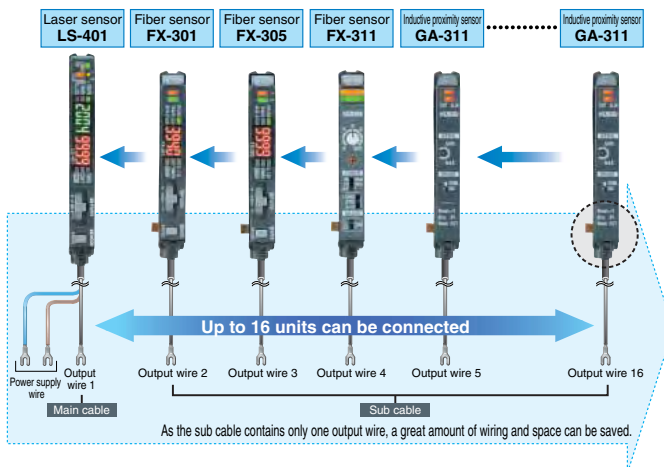 Laser sensor
LS-401
Fiber sensor
FX-301
Fiber sensor
FX-305
Fiber sensor
FX-311
Inductive proximity sensor
GA-311
Inductive proximity sensor
GA-311
Up to 16 units can be connected
Power supply
wire
Output
wire 1
Output wire 2
Output wire 3
Output wire 4
Output wire 5
Output wire 16
Main cable
Sub cable
As the sub cable contains only one output wire, a great amount of wiring and space can be saved.